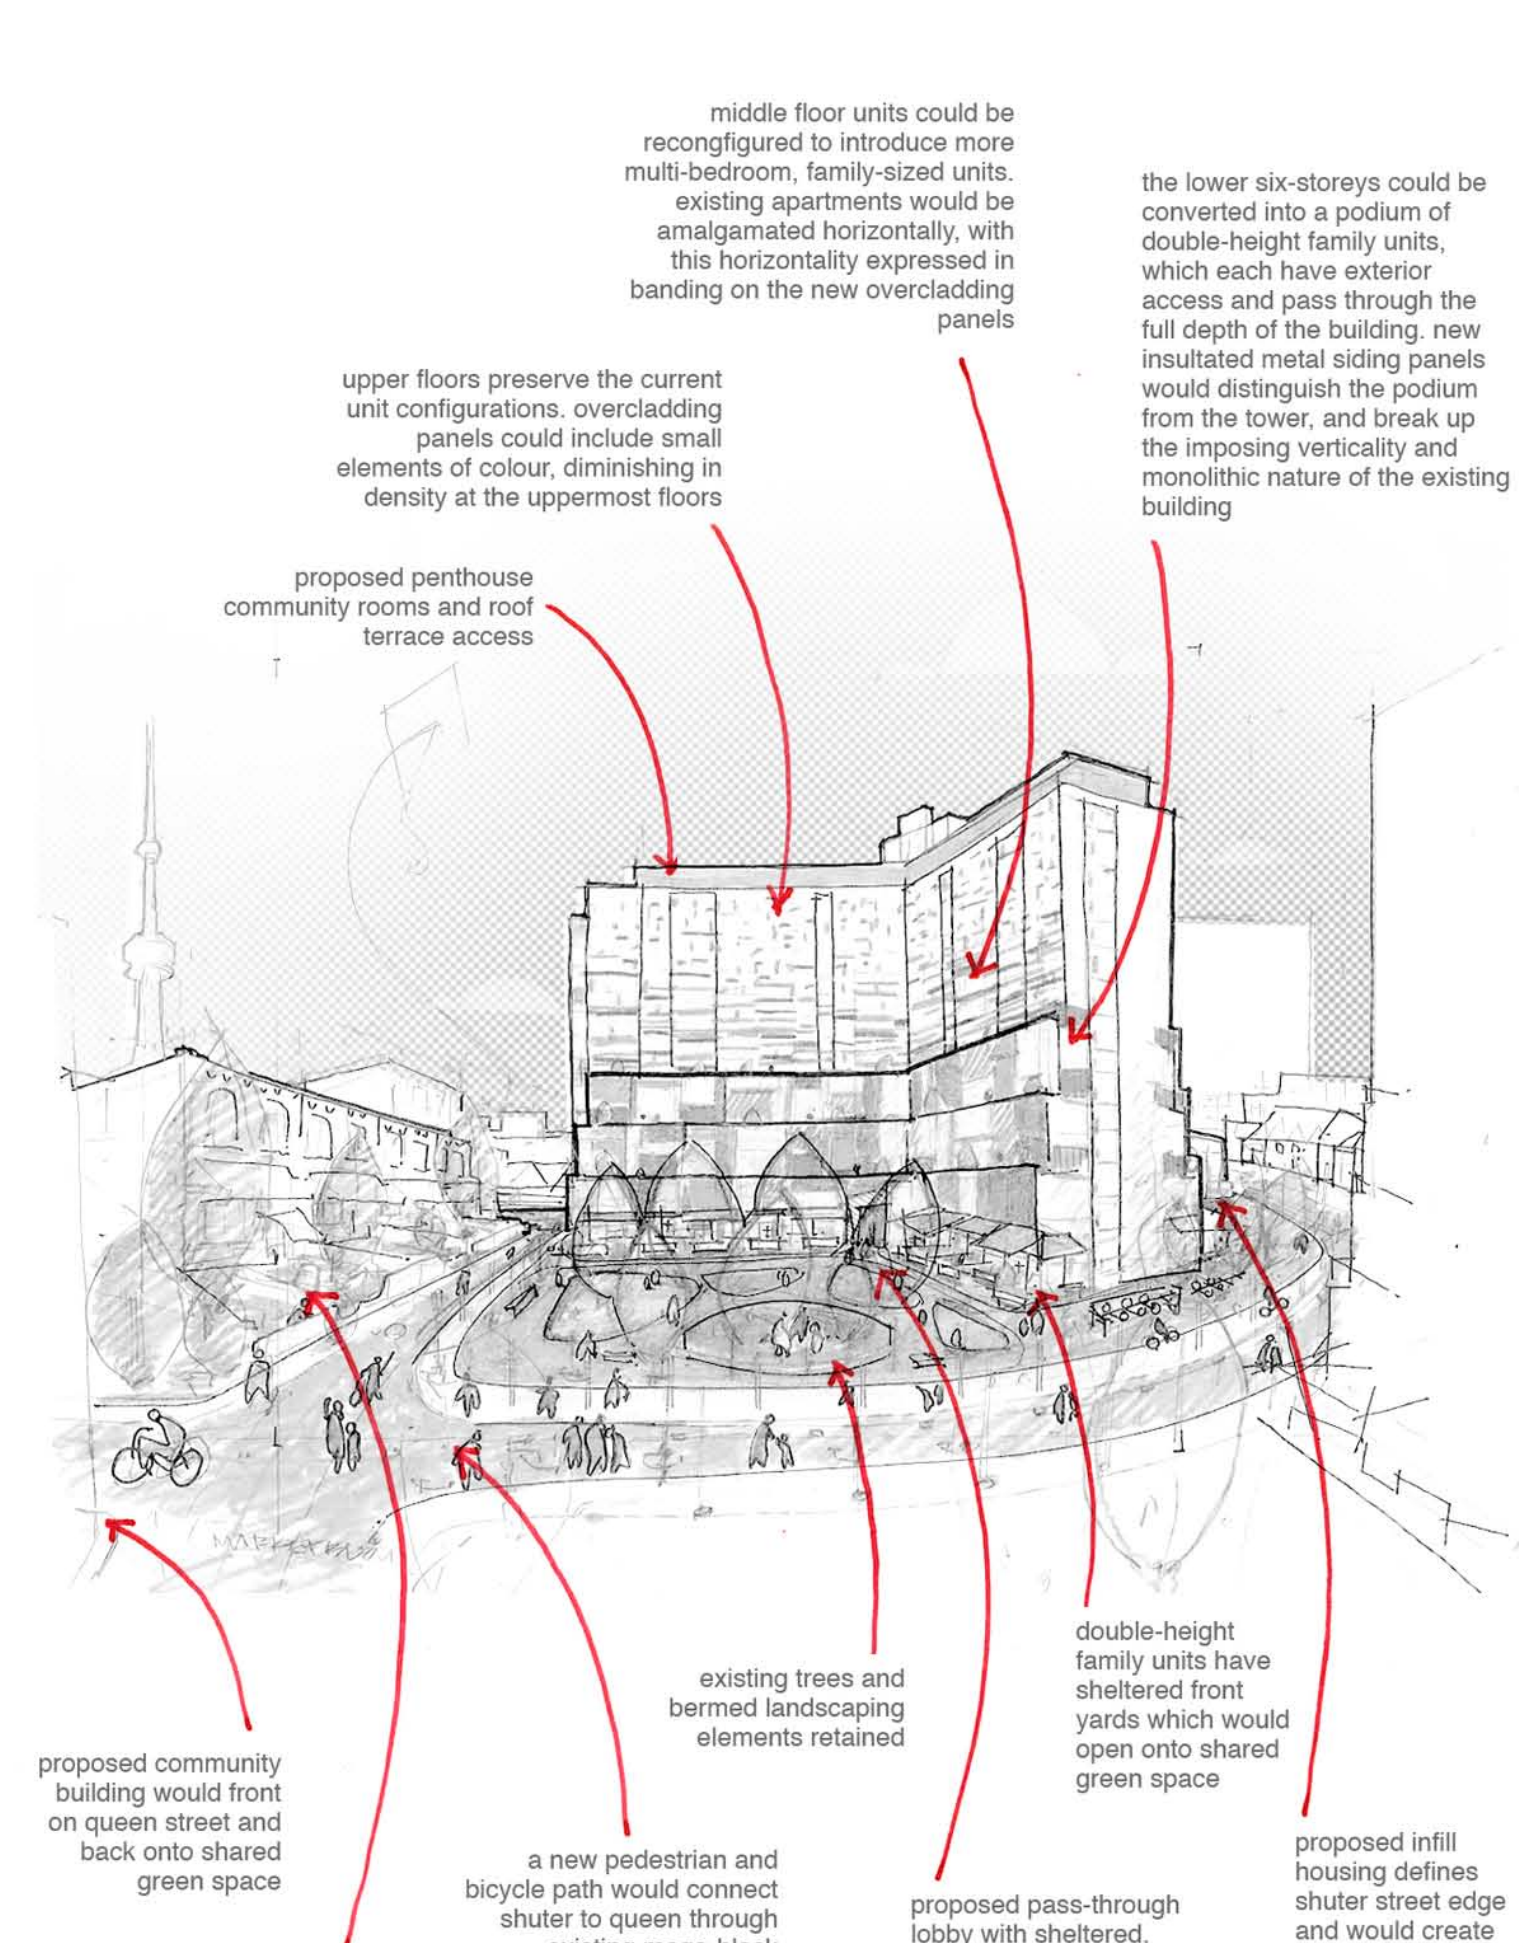 middle floor units could be
recongfigured to introduce more
multi-bedroom, family-sized units.
existing apartments would be
amalgamated horizontally, with
this horizontality expressed in
banding on the new overcladding
panels
the lower six-storeys could be
converted into a podium of
double-height family units,
which each have exterior
access and pass through the
full depth of the building. new
insultated metal siding panels
would distinguish the podium
from the tower, and break up
the imposing verticality and
monolithic nature of the existing
building
upper floors preserve the current
unit configurations. overcladding
panels could include small
elements of colour, diminishing in
density at the uppermost floors
proposed penthouse
community rooms and roof
terrace access
double-height
family units have
sheltered front
yards which would
open onto shared
green space
existing trees and
bermed landscaping
elements retained
proposed community
building would front
on queen street and
back onto shared
green space
a new pedestrian and
bicycle path would connect
shuter to queen through
proposed pass-through
lobby with sheltered,
proposed infill
housing defines
shuter street edge
and would create